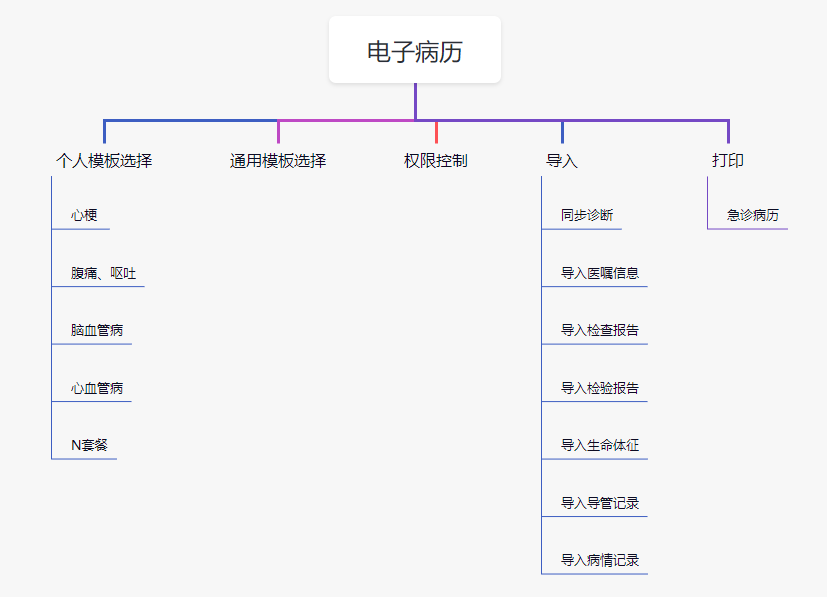 电子病历
个人模板选择
心梗
腹痛、呕吐
脑血管病
心血管病
N套餐
通用模板选择
权限控制
导入
同步诊断
导入医嘱信息
导入检查报告
导入检验报告
导入生命体征
导入导管记录
导入病情记录
打印
急诊病历